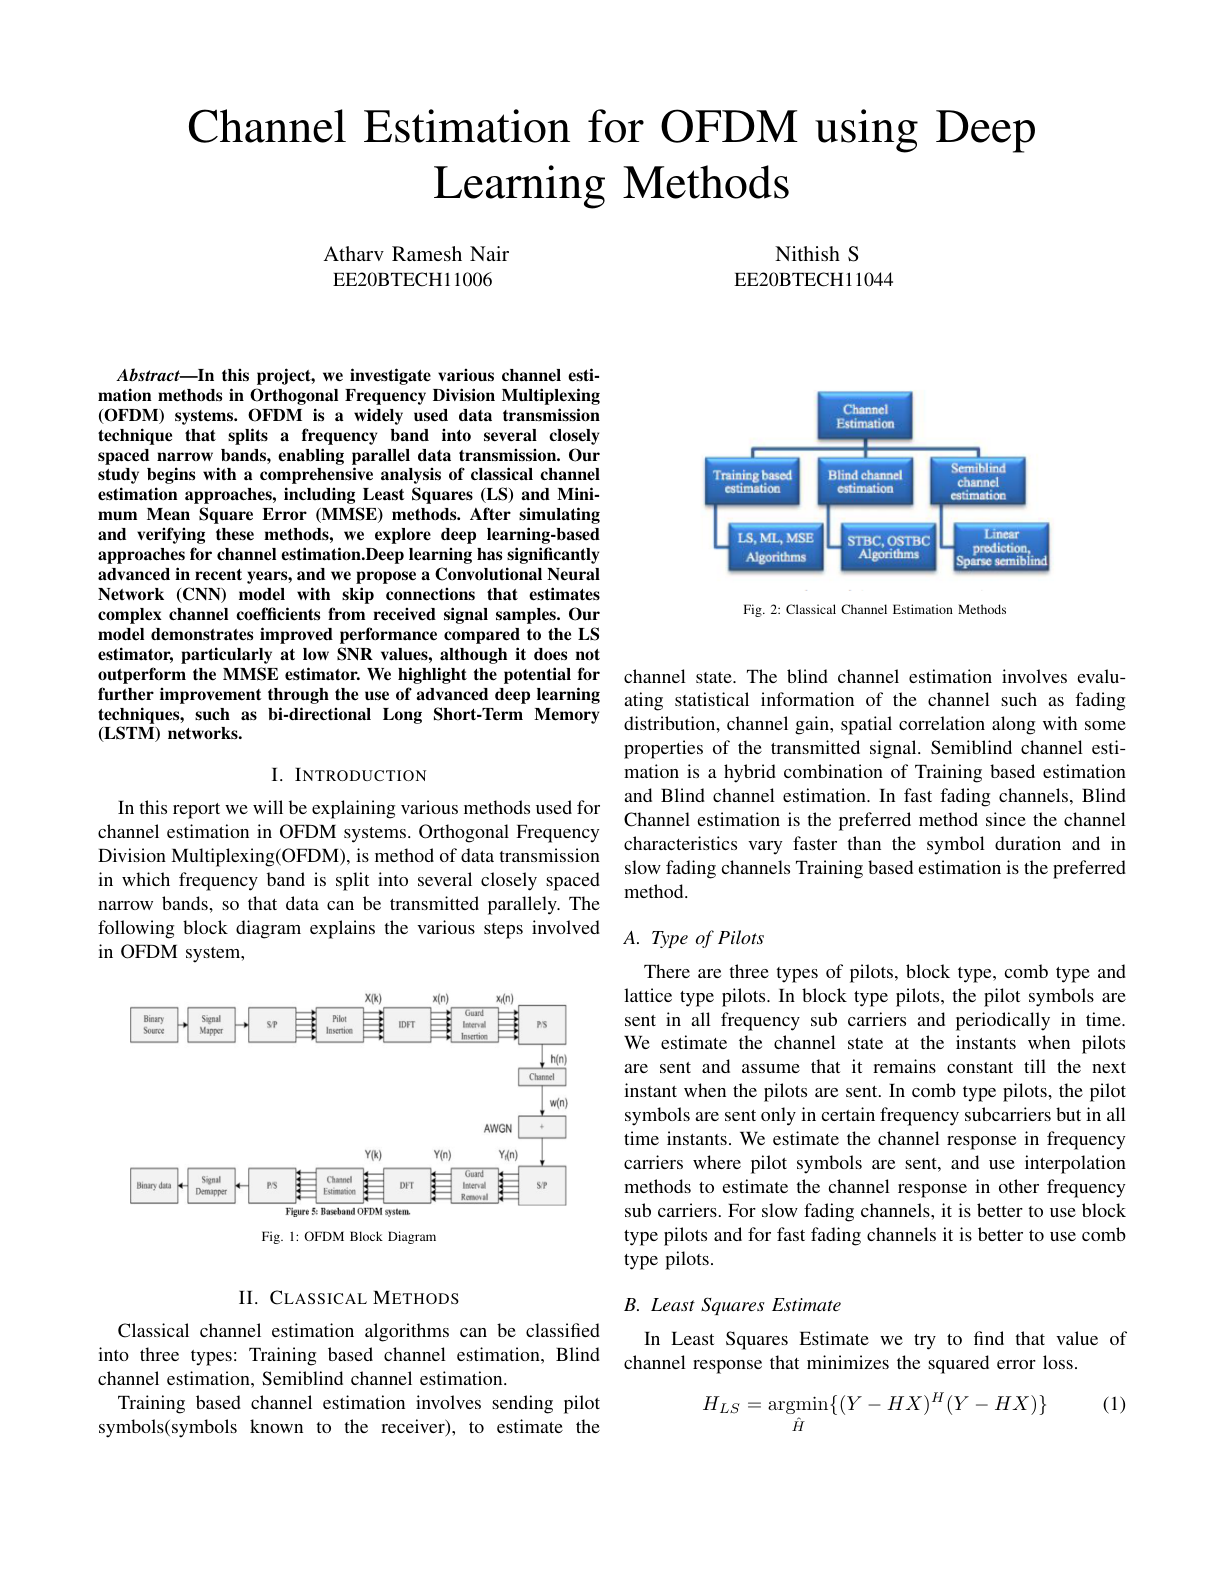 Channel Estimation for OFDM using Deep
Learning Methods
Atharv Ramesh Nair
EE20BTECH11006
Nithish S
EE20BTECH11044
Abstract—In this project, we investigate various channel esti-
mation methods in Orthogonal Frequency Division Multiplexing
(OFDM) systems. OFDM is a widely used data transmission
technique that splits a frequency band into several closely
spaced narrow bands, enabling parallel data transmission. Our
study begins with a comprehensive analysis of classical channel
estimation approaches, including Least Squares (LS) and Mini-
mum Mean Square Error (MMSE) methods. After simulating
and verifying these methods, we explore deep learning-based
approaches for channel estimation.Deep learning has significantly
advanced in recent years, and we propose a Convolutional Neural
Network (CNN) model with skip connections that estimates
complex channel coefficients from received signal samples. Our
model demonstrates improved performance compared to the LS
estimator, particularly at low SNR values, although it does not
outperform the MMSE estimator. We highlight the potential for
further improvement through the use of advanced deep learning
techniques, such as bi-directional Long Short-Term Memory
(LSTM) networks.
I. INTRODUCTION
In this report we will be explaining various methods used for
channel estimation in OFDM systems. Orthogonal Frequency
Division Multiplexing(OFDM), is method of data transmission
in which frequency band is split into several closely spaced
narrow bands, so that data can be transmitted parallely. The
following block diagram explains the various steps involved
in OFDM system,
X(k) x(n) xf(n)
Binary
Source
Signal
Mapper
S/P
Pilot
Insertion
IDFT
Guard
Interval
Insertion
P/S
h(n)
Channel
w(n)
AWGN
+
Y(k) Y(n) Yf(n)
Binary data
Signal
Demapper
P/S
Channel
Estimation
DFT
Guard
Interval
Removal
S/P
Figure 5: Baseband OFDM system.
Fig. 1: OFDM Block Diagram
II. CLASSICAL METHODS
Classical channel estimation algorithms can be classified
into three types: Training based channel estimation, Blind
channel estimation, Semiblind channel estimation.
Training based channel estimation involves sending pilot
symbols(symbols known to the receiver), to estimate the
Channel
Estimation
Training based
estimation
Blind channel
estimation
Semiblind
channel
estimation
LS, ML, MSE
Algorithms
STBC, OSTBC
Algorithms
Linear
prediction,
Sparse semiblind
Fig. 2: Classical Channel Estimation Methods
channel state. The blind channel estimation involves evalu-
ating statistical information of the channel such as fading
distribution, channel gain, spatial correlation along with some
properties of the transmitted signal. Semiblind channel esti-
mation is a hybrid combination of Training based estimation
and Blind channel estimation. In fast fading channels, Blind
Channel estimation is the preferred method since the channel
characteristics vary faster than the symbol duration and in
slow fading channels Training based estimation is the preferred
method.
A. Type of Pilots
There are three types of pilots, block type, comb type and
lattice type pilots. In block type pilots, the pilot symbols are
sent in all frequency sub carriers and periodically in time.
We estimate the channel state at the instants when pilots
are sent and assume that it remains constant till the next
instant when the pilots are sent. In comb type pilots, the pilot
symbols are sent only in certain frequency subcarriers but in all
time instants. We estimate the channel response in frequency
carriers where pilot symbols are sent, and use interpolation
methods to estimate the channel response in other frequency
sub carriers. For slow fading channels, it is better to use block
type pilots and for fast fading channels it is better to use comb
type pilots.
B. Least Squares Estimate
In Least Squares Estimate we try to find that value of
channel response that minimizes the squared error loss.
H_{LS} = argmin{(Y − HX)^H(Y − HX)} (1)
Ĥ